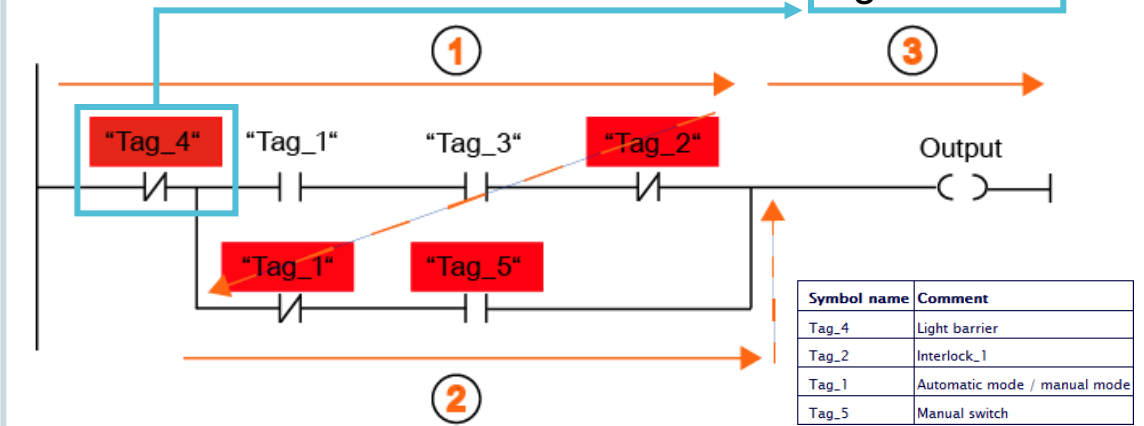 1
3
“Tag_4“ “Tag_1“ “Tag_3“ “Tag_2“
Output
“Tag_1“ “Tag_5“
Symbol name Comment
Tag_4 Light barrier
Tag_2 Interlock_1
Tag_1 Automatic mode / manual mode
Tag_5 Manual switch
2